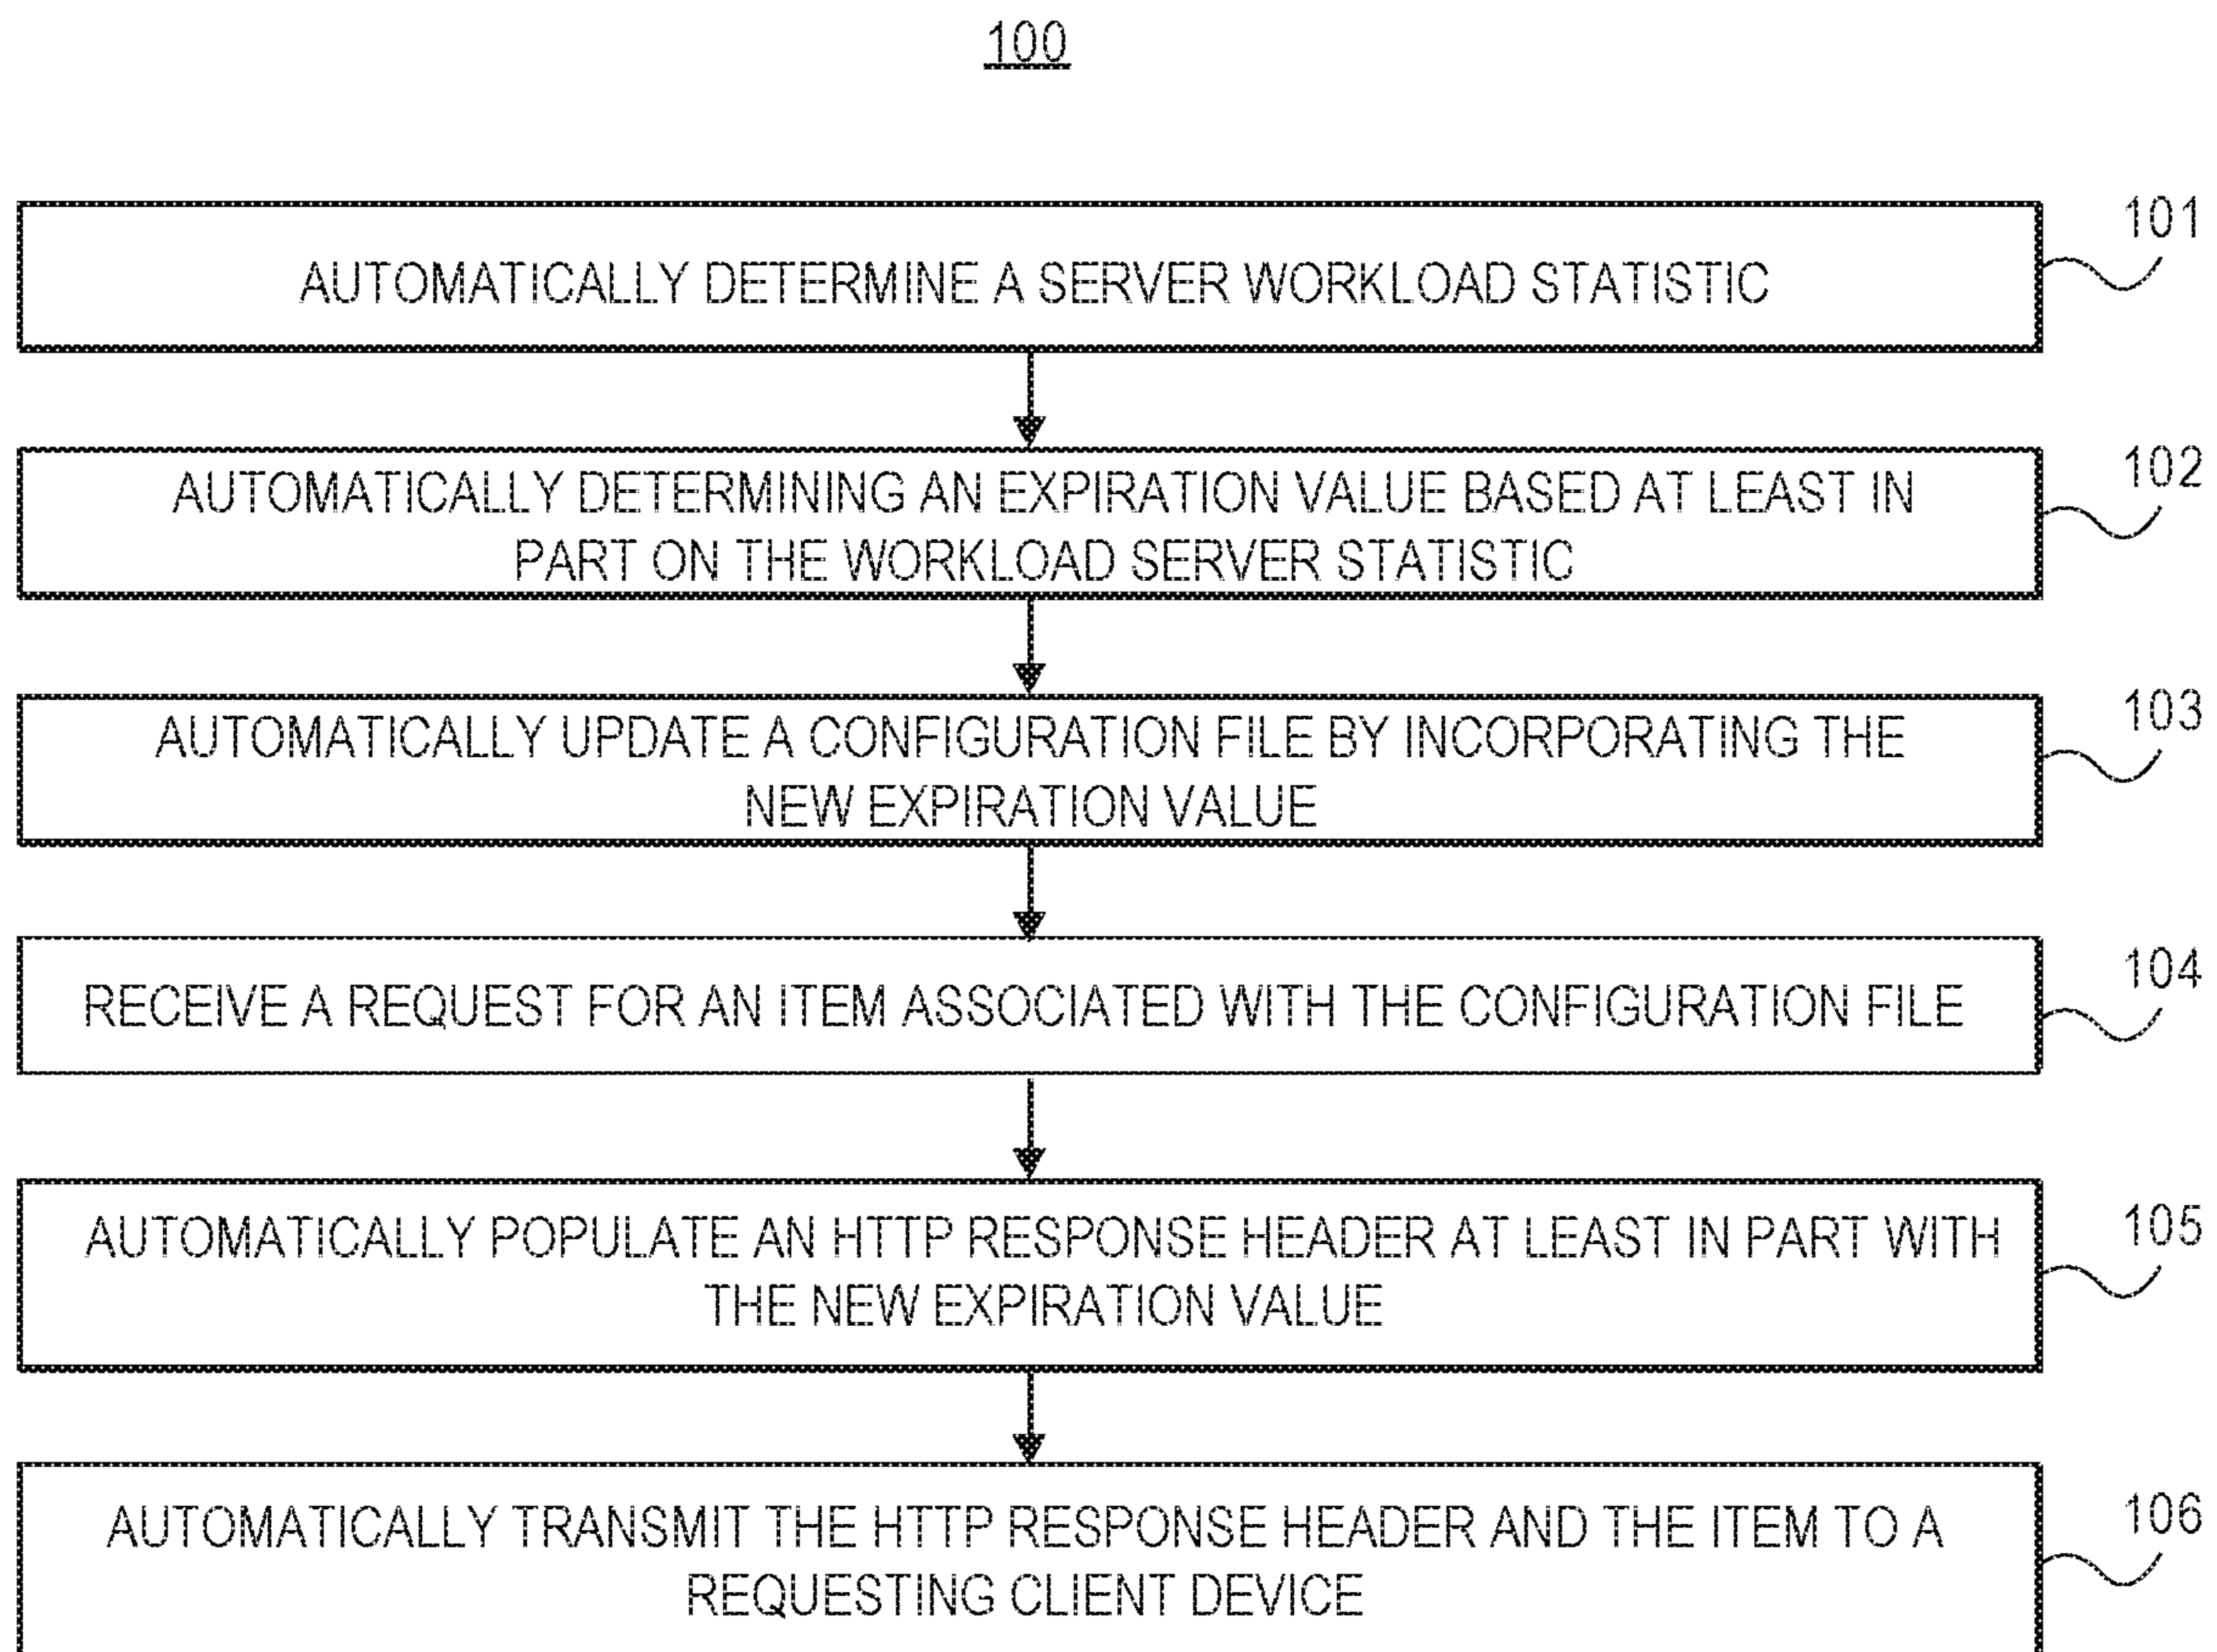 100
AUTOMATICALLY DETERMINE A SERVER WORKLOAD STATISTIC
101
AUTOMATICALLY DETERMINING AN EXPIRATION VALUE BASED AT LEAST IN
PART ON THE WORKLOAD SERVER STATISTIC
102
AUTOMATICALLY UPDATE A CONFIGURATION FILE BY INCORPORATING THE
NEW EXPIRATION VALUE
103
RECEIVE A REQUEST FOR AN ITEM ASSOCIATED WITH THE CONFIGURATION FILE
104
AUTOMATICALLY POPULATE AN HTTP RESPONSE HEADER AT LEAST IN PART WITH
THE NEW EXPIRATION VALUE
105
AUTOMATICALLY TRANSMIT THE HTTP RESPONSE HEADER AND THE ITEM TO A
REQUESTING CLIENT DEVICE
106